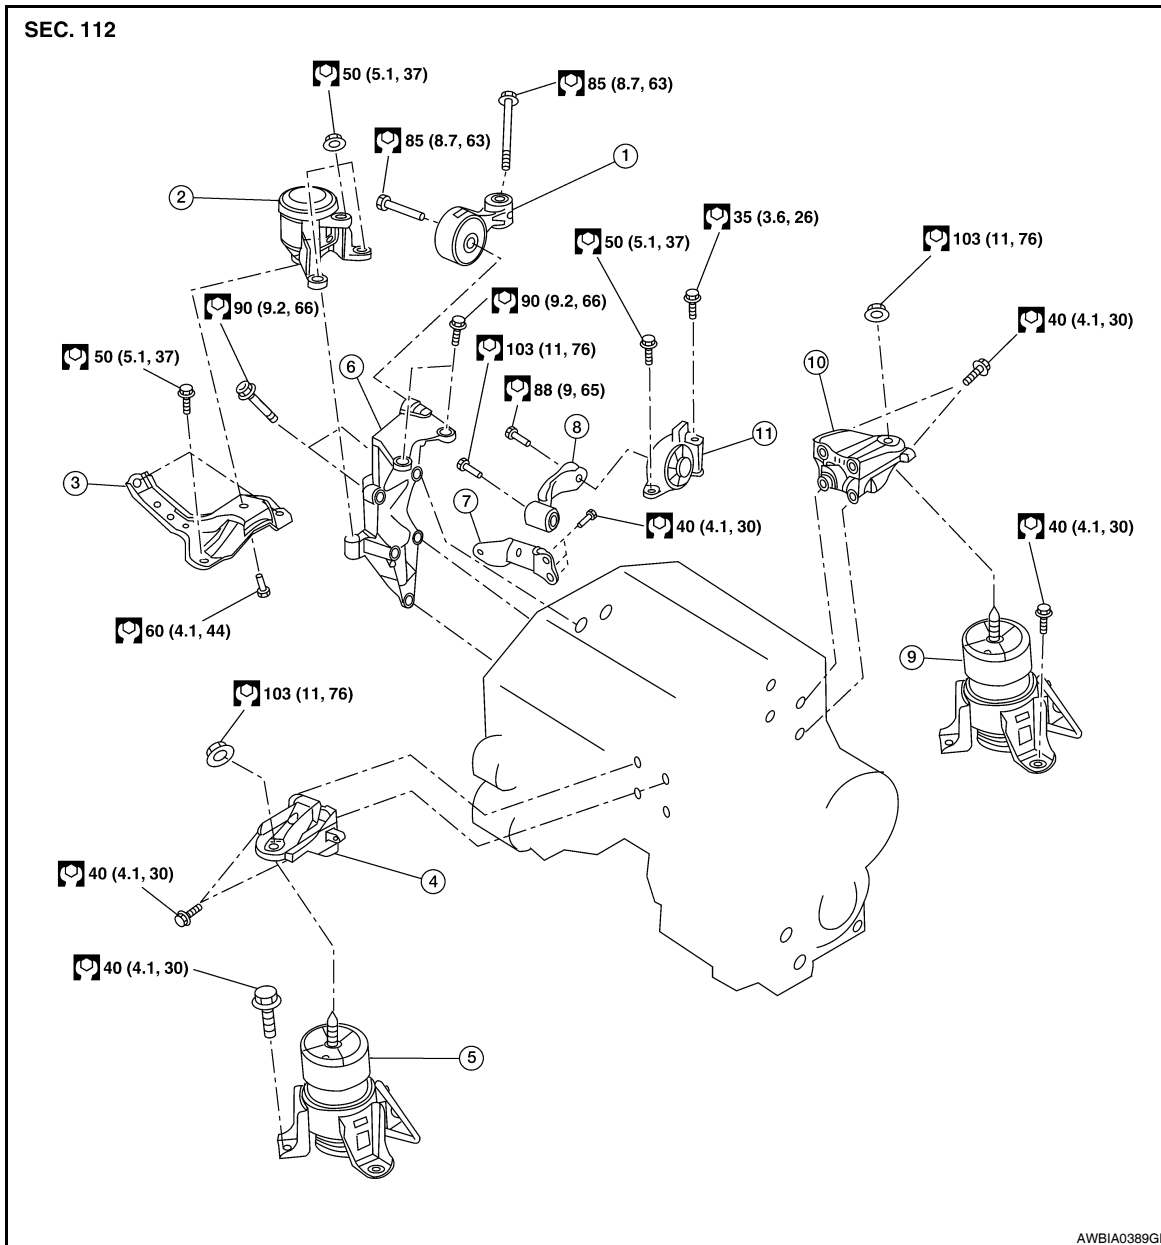 SEC. 112
50 (5.1, 37)
85 (8.7, 63)
85 (8.7, 63)
1
2
35 (3.6, 26)
50 (5.1, 37)
103 (11, 76)
90 (9.2, 66)
90 (9.2, 66)
40 (4.1, 30)
103 (11, 76)
50 (5.1, 37)
6
10
88 (9, 65)
8
11
3
7
40 (4.1, 30)
40 (4.1, 30)
60 (4.1, 44)
9
103 (11, 76)
40 (4.1, 30)
4
40 (4.1, 30)
5
AWBIA0389G